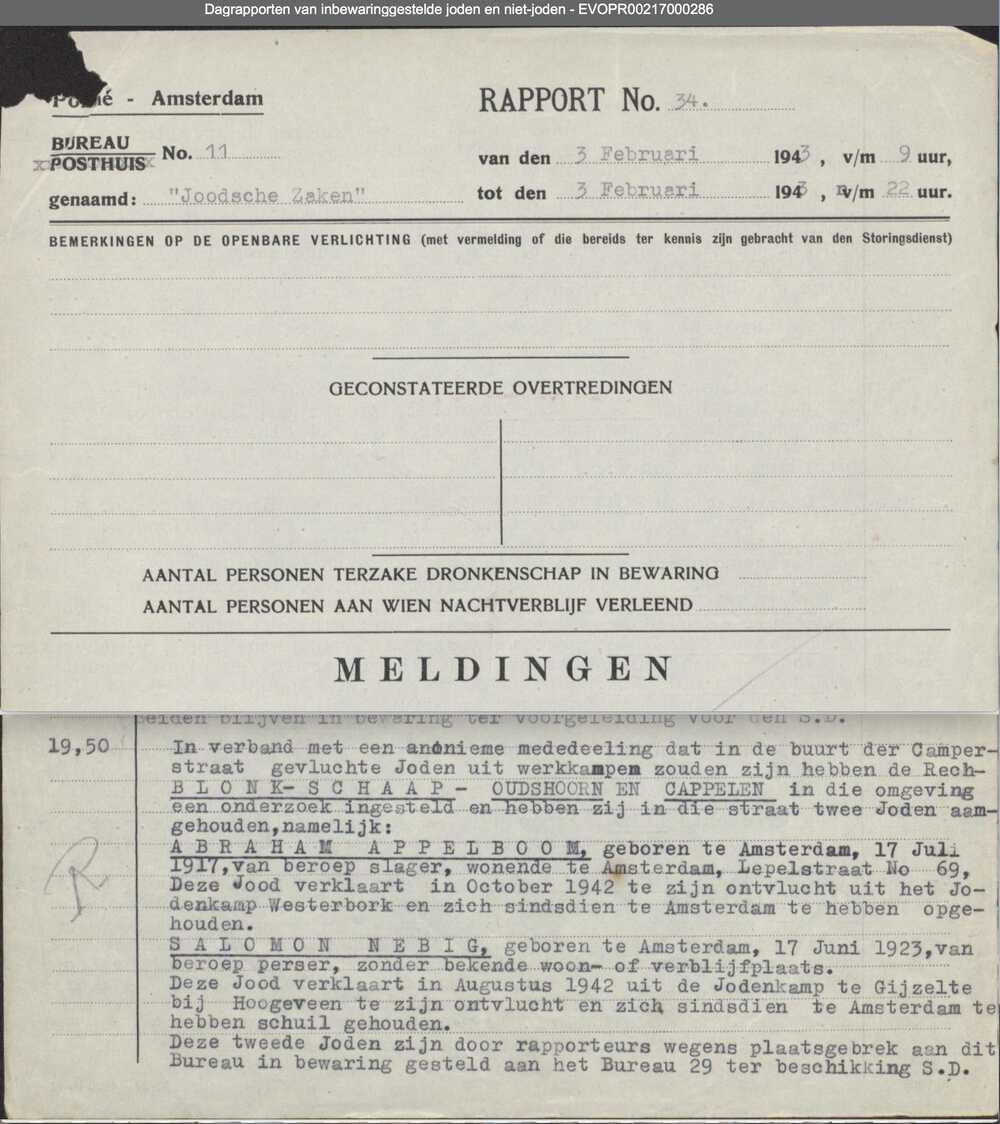 Dagrapporten van inbewaringgestelde joden en niet-joden - EVOPR00217000286
Amsterdam
RAPPORT No. 34.
BUREAU
POSTHUIS No. 11
van den 3 Februari 1943, v/m 9 uur,
genaamd: "Joodsche Zaken"
tot den 3 Februari 1943, n/m 22 uur.
BEMERKINGEN OP DE OPENBARE VERLICHTING (met vermelding of die bereids ter kennis zijn gebracht van den Storingsdienst)
GECONSTATEERDE OVERTREDINGEN
AANTAL PERSONEN TERZAKE DRONKENSCHAP IN BEWARING
AANTAL PERSONEN AAN WIEN NACHTVERBLIJF VERLEEND
MELDINGEN
beiden blijven in bewaring ter voorgeleiding voor den S.D.
19,50 In verband met een anonieme mededeeling dat in de buurt der Camper-
straat gevluchte Joden uit werkkampen zouden zijn hebben de Rech-
BLONK-SCHAAP- OUDSHOORN EN CAPPELEN in die omgeving
een onderzoek ingesteld en hebben zij in die straat twee Joden aam-
gehouden,namelijk:
ABRAHAM APPELBOOM, geboren te Amsterdam, 17 Juli
1917,van beroep slager, wonende te Amsterdam, Lepelstraat No 69,
Deze Jood verklaart in October 1942 te zijn ontvlucht uit het Jo-
denkamp Westerbork en zich sindsdien te Amsterdam te hebben opge-
houden.
R
SALOMON NEBIG, geboren te Amsterdam, 17 Juni 1923,van
beroep perser, zonder bekende woon- of verblijfplaats.
Deze Jood verklaart in Augustus 1942 uit de Jodenkamp te Gijzelte
bij Hoogeveen te zijn ontvlucht en zich sindsdien te Amsterdam te
hebben schuil gehouden.
Deze tweede Joden zijn door rapporteurs wegens plaatsgebrek aan dit
Bureau in bewaring gesteld aan het Bureau 29 ter beschikking S.D.